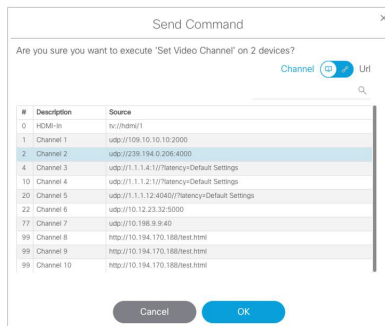 Send Command
Are you sure you want to execute 'Set Video Channel' on 2 devices?
Channel Url
# Description Source
0 HDMI-In tv://hdmi/1
1 Channel 1 udp://109.10.10.10:2000
2 Channel 2 udp://239.194.0.206:4000
4 Channel 3 udp://1.1.1.4:1//?latency=Default Settings
10 Channel 4 udp://1.1.1.2:1//?latency=Default Settings
20 Channel 5 udp://1.1.1.12:4040//?latency=Default Settings
22 Channel 6 udp://10.12.23.32:5000
77 Channel 7 udp://10.198.9.9:40
99 Channel 8 http://10.194.170.188/test.html
99 Channel 9 http://10.194.170.188/test.html
99 Channel 10 http://10.194.170.188/test.html
Cancel OK